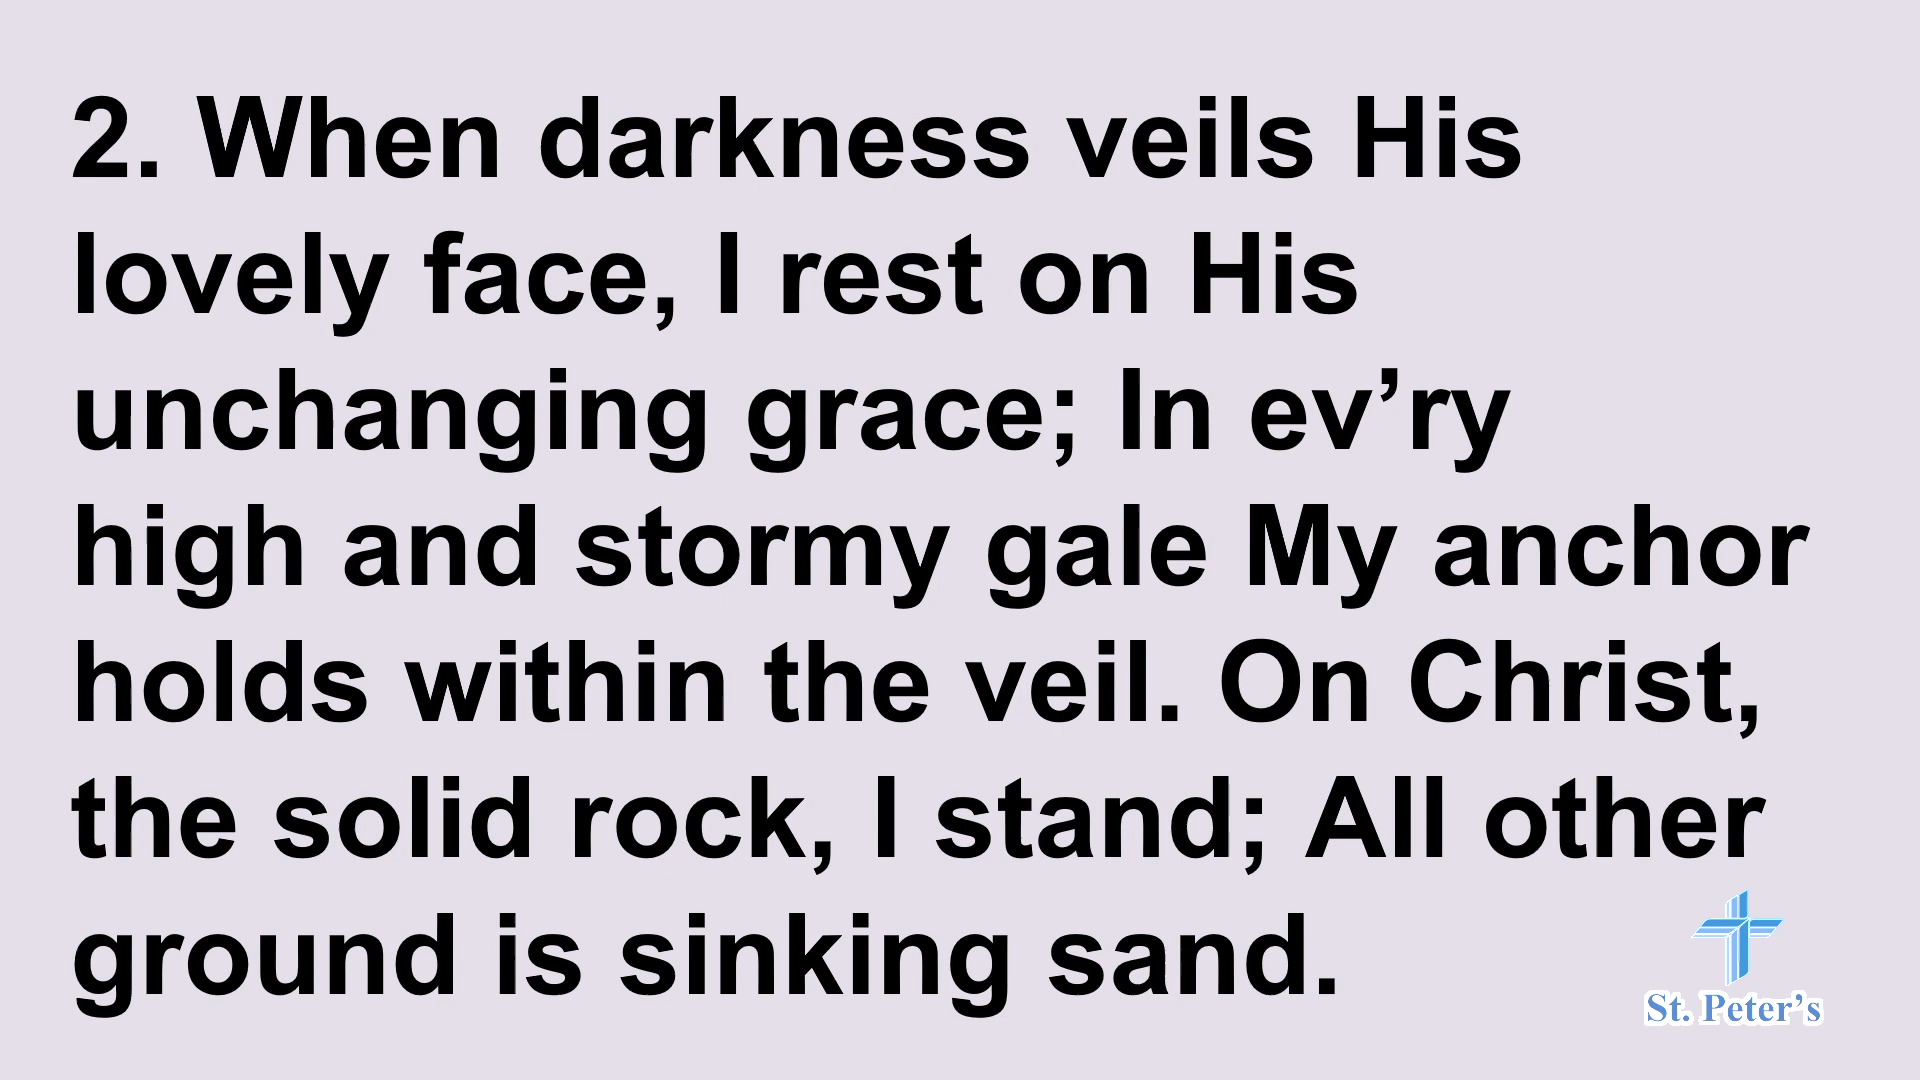 2. When darkness veils His
lovely face, I rest on His
unchanging grace; In ev’ry
high and stormy gale My anchor
holds within the veil. On Christ,
the solid rock, I stand; All other
ground is sinking sand.
St. Peter’s